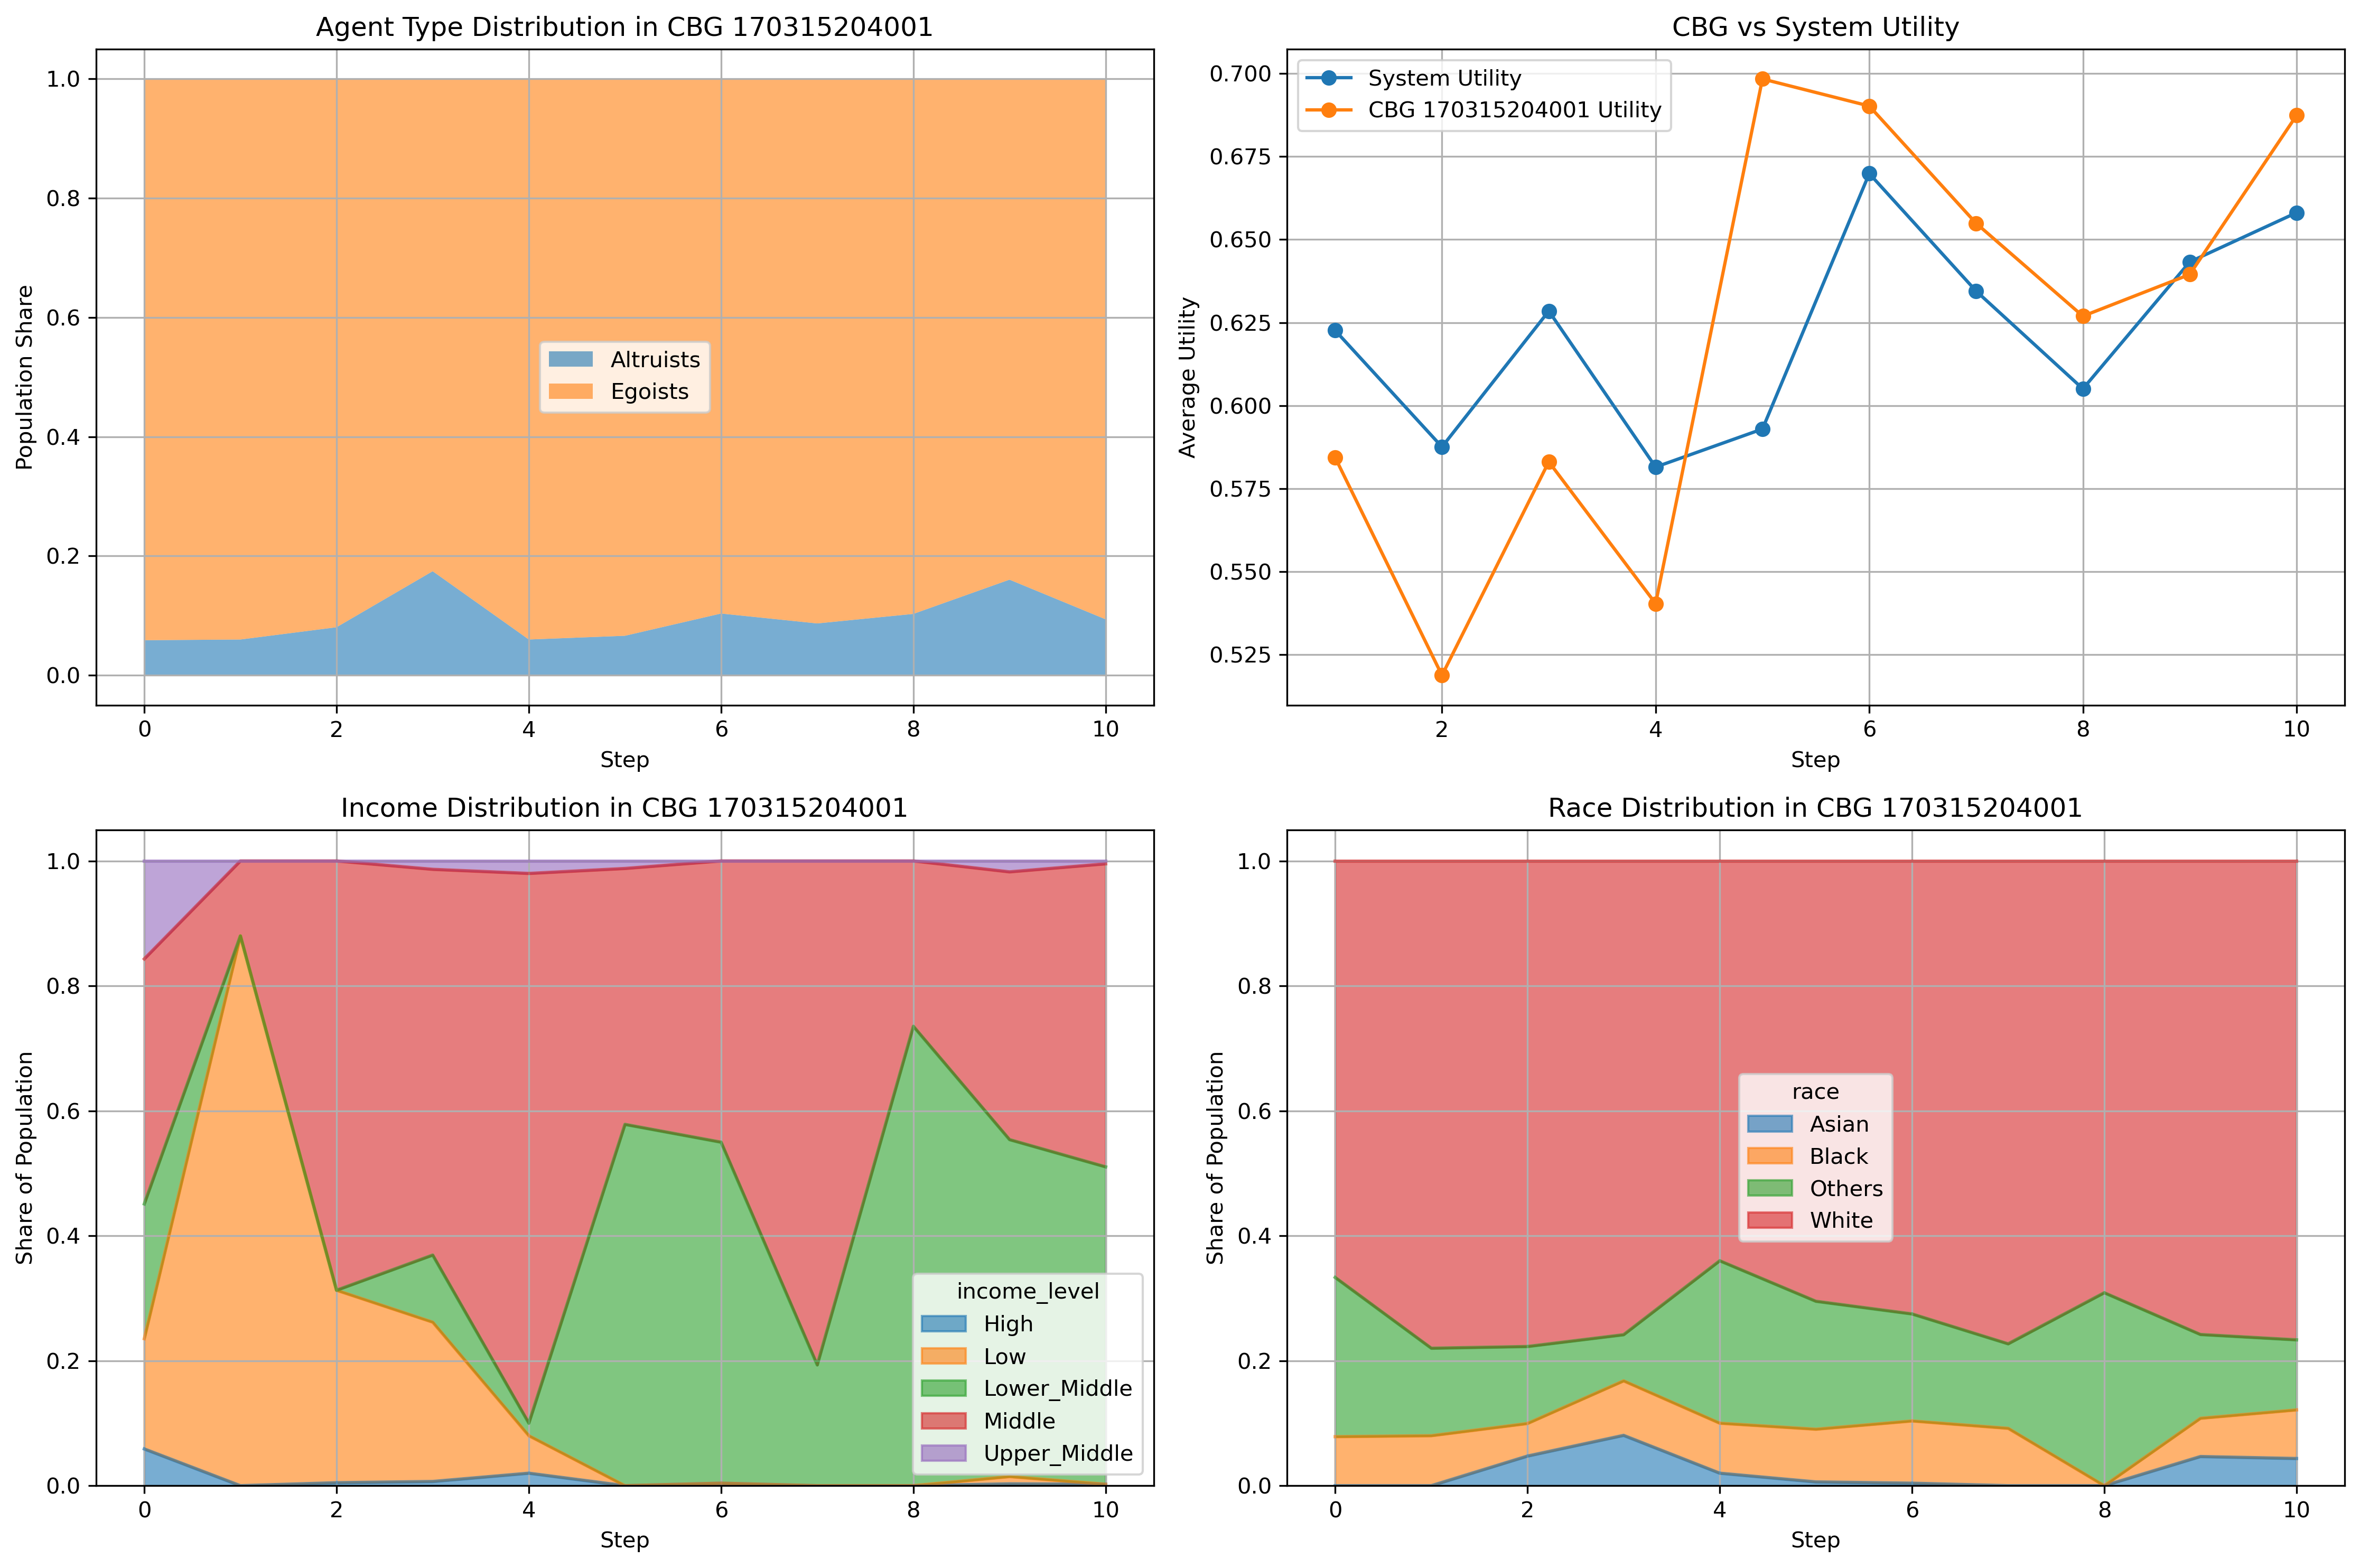 Agent Type Distribution in CBG 170315204001
Population Share
1.0
0.8
0.6
0.4
0.2
0.0
Altruists
Egoists
0 2 4 6 8 10
Step
CBG vs System Utility
Average Utility
0.700
0.675
0.650
0.625
0.600
0.575
0.550
0.525
System Utility
CBG 170315204001 Utility
2 4 6 8 10
Step
Income Distribution in CBG 170315204001
Share of Population
1.0
0.8
0.6
0.4
0.2
0.0
income_level
High
Low
Lower_Middle
Middle
Upper_Middle
0 2 4 6 8 10
Step
Race Distribution in CBG 170315204001
Share of Population
1.0
0.8
0.6
0.4
0.2
0.0
race
Asian
Black
Others
White
0 2 4 6 8 10
Step